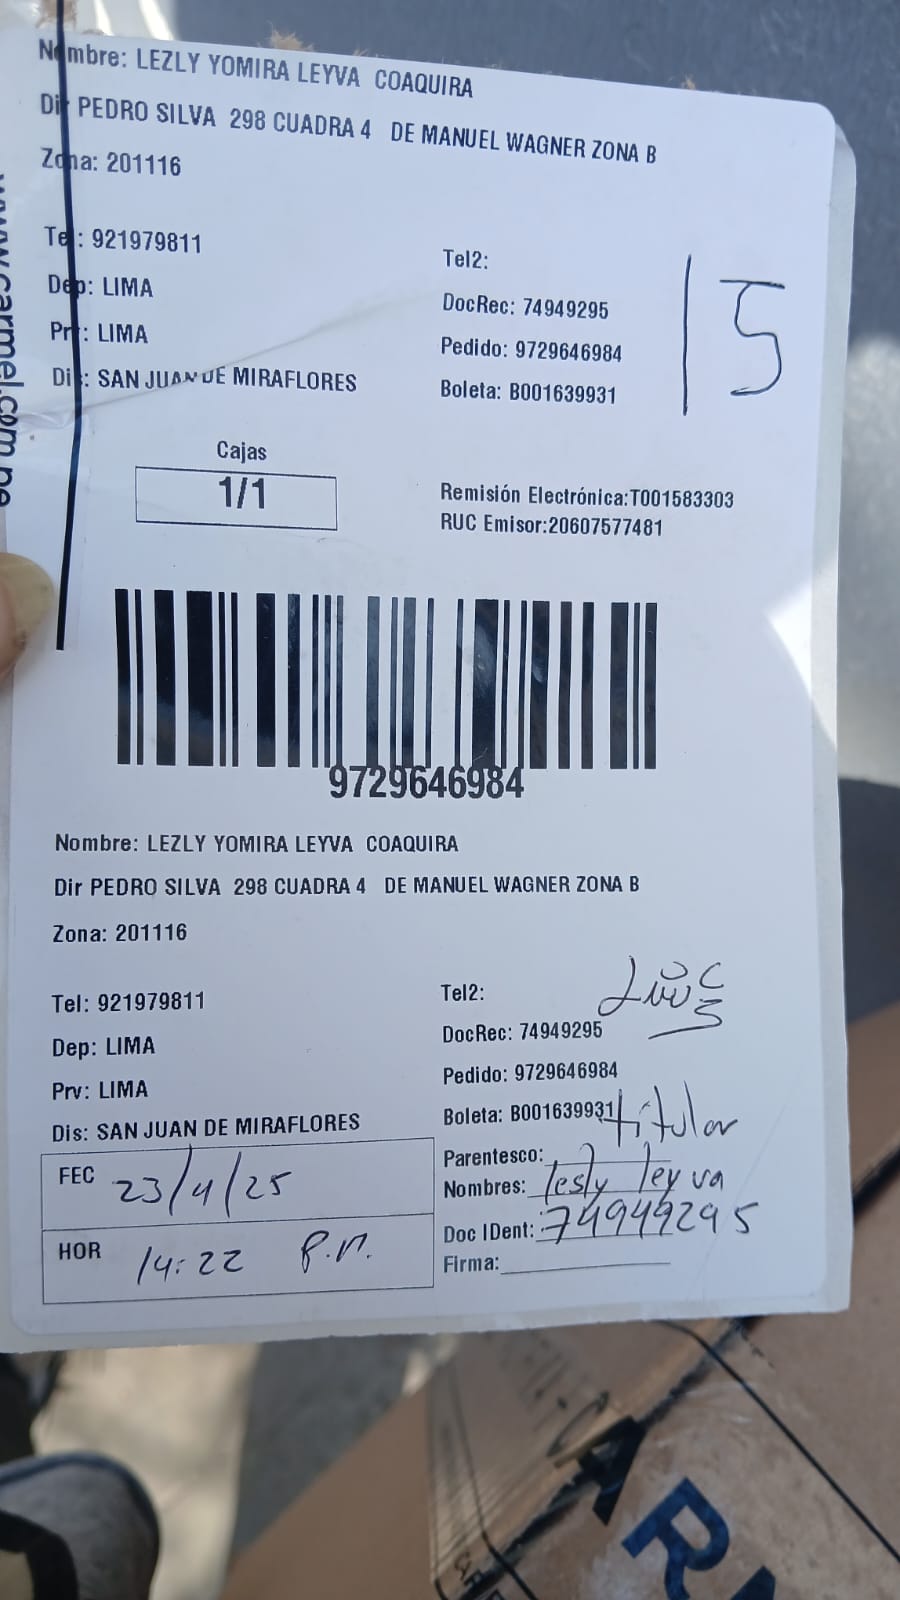 Nombre: LEZLY YOMIRA LEYVA COAQUIRA
Dir PEDRO SILVA 298 CUADRA 4 DE MANUEL WAGNER ZONA B
Zona: 201116
Tel: 921979811
Dep: LIMA
Prv: LIMA
Dis: SAN JUAN DE MIRAFLORES
Tel2:
DocRec: 74949295
Pedido: 9729646984
Boleta: B001639931
15
Cajas
1/1
Remisión Electrónica:T001583303
RUC Emisor:20607577481
www.carmel.com.pe
9729646984
Nombre: LEZLY YOMIRA LEYVA COAQUIRA
Dir PEDRO SILVA 298 CUADRA 4 DE MANUEL WAGNER ZONA B
Zona: 201116
Tel: 921979811
Dep: LIMA
Prv: LIMA
Dis: SAN JUAN DE MIRAFLORES
Tel2:
DocRec: 74949295
Pedido: 9729646984
Boleta: B001639931
titular
Parentesco:
Nombres: lesly leyva
Doc IDent: 74949295
Firma:
FEC 23/4/25
HOR 14:22 P.M.